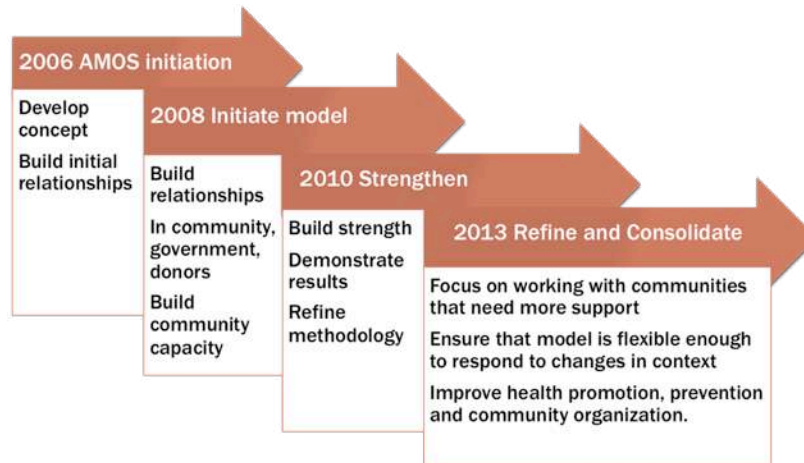 2006 AMOS initiation
Develop
concept
Build initial
relationships
2008 Initiate model
Build
relationships
In community,
government,
donors
Build
community
capacity
2010 Strengthen
Build strength
Demonstrate
results
Refine
methodology
2013 Refine and Consolidate
Focus on working with communities
that need more support
Ensure that model is flexible enough
to respond to changes in context
Improve health promotion, prevention
and community organization.